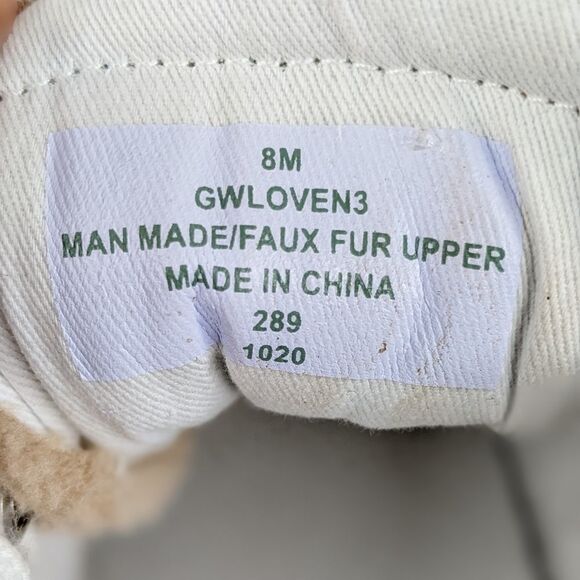 8M
GWLOVEN3
MAN MADE/FAUX FUR UPPER
MADE IN CHINA
289
1020